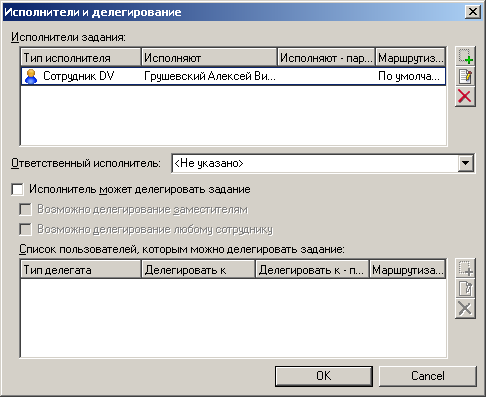 Исполнители и делегирование
Исполнители задания:
Тип исполнителя Исполняют Исполняют - пар... Маршрутиз...
Сотрудник DV Грушевский Алексей Ви... По умолча...
Ответственный исполнитель: <Не указано>
Исполнитель может делегировать задание
Возможно делегирование заместителям
Возможно делегирование любому сотруднику
Список пользователей, которым можно делегировать задание:
Тип делегата Делегировать к Делегировать к - п... Маршрутиза...
OK Cancel